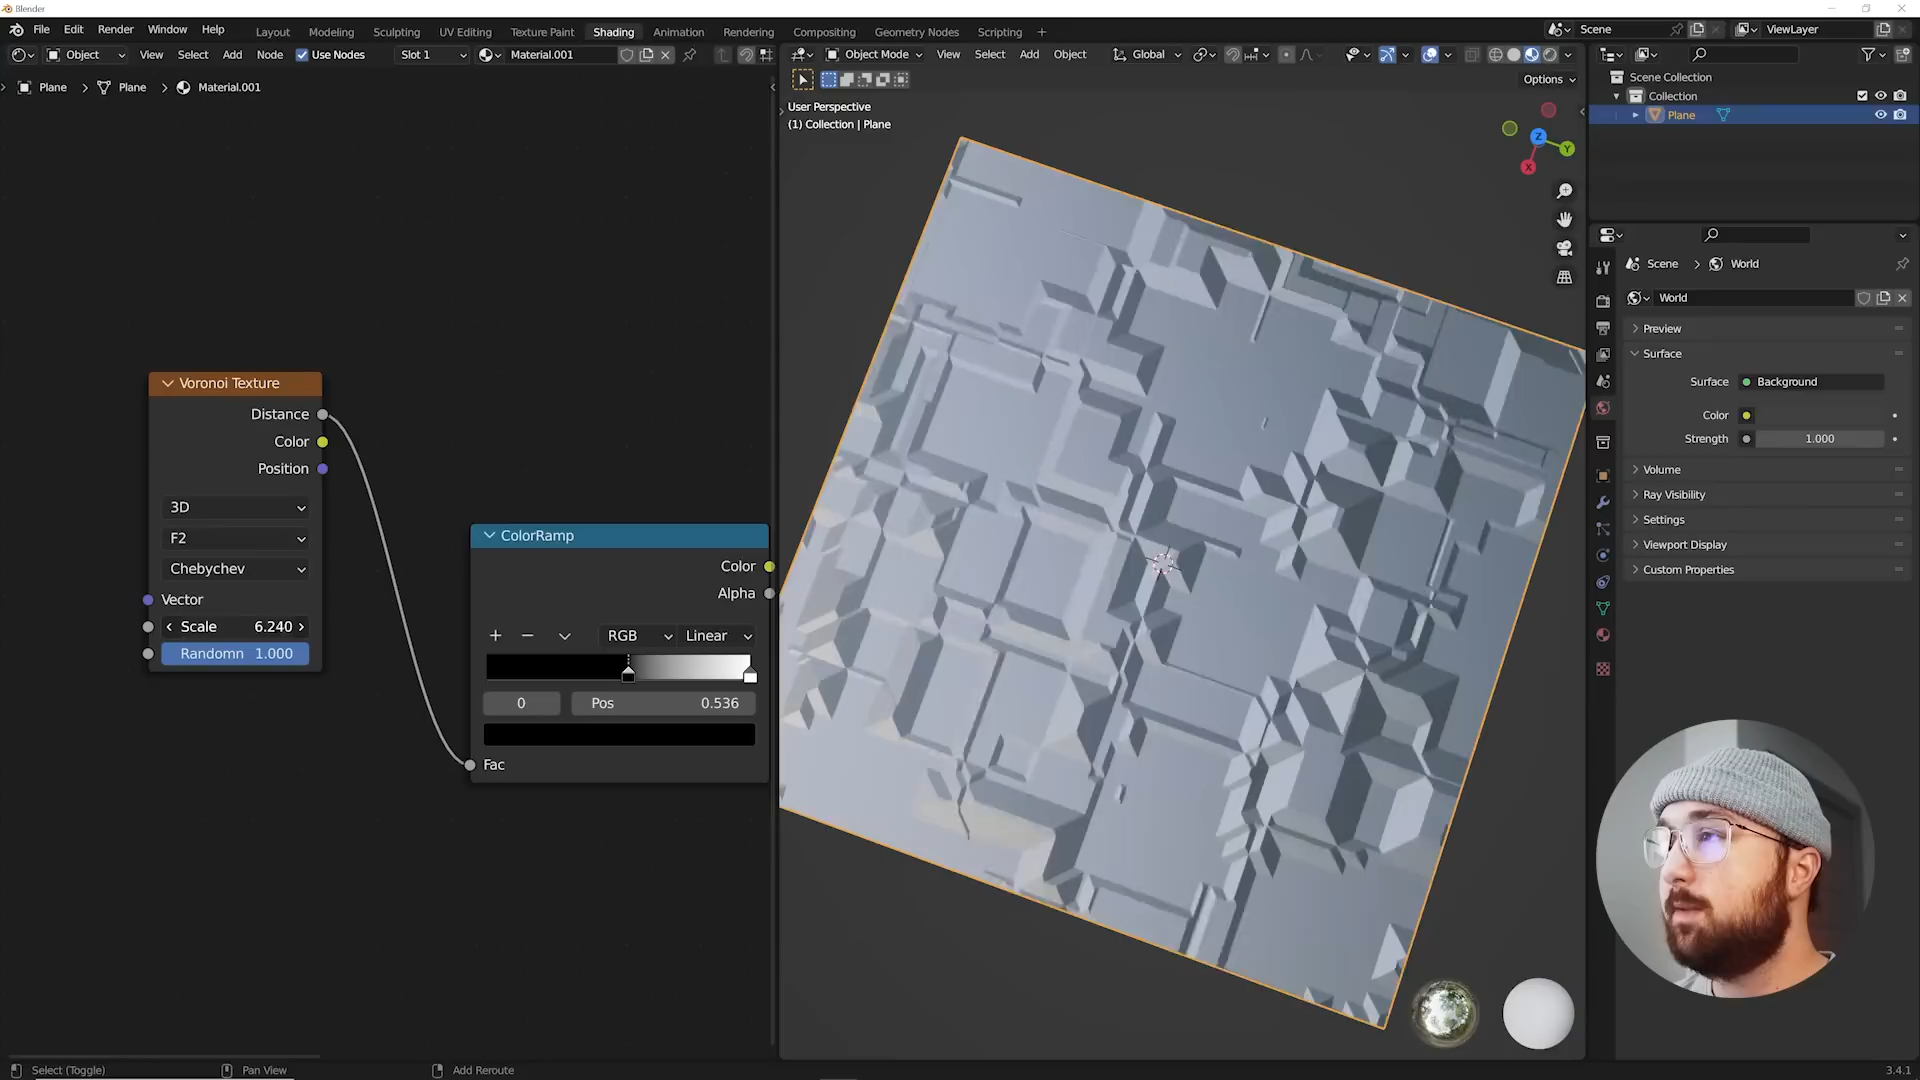 Blender
File Edit Render Window Help Layout Modeling Sculpting UV Editing Texture Paint Shading Animation Rendering Compositing Geometry Nodes Scripting +
Scene
ViewLayer
Object View Select Add Node Use Nodes Slot 1 Material.001
Object Mode View Select Add Object Global
Options
Plane > Plane > Material.001
User Perspective
(1) Collection | Plane
Z
Y
X
Scene Collection
Collection
Plane
Scene > World
World
Preview
Surface
Surface Background
Color
Strength 1.000
Volume
Ray Visibility
Settings
Viewport Display
Custom Properties
Voronoi Texture
Distance
Color
Position
3D
F2
Chebychev
Vector
Scale 6.240
Randomn 1.000
ColorRamp
Color
Alpha
RGB Linear
0 Pos 0.536
Fac
Select (Toggle) Pan View Add Reroute 3.4.1